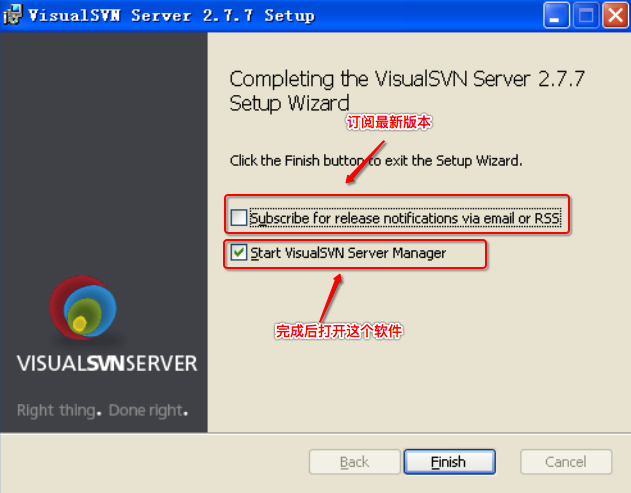 VisualSVN Server 2.7.7 Setup
Completing the VisualSVN Server 2.7.7
Setup Wizard
订阅最新版本
Click the Finish button to exit the Setup Wizard.
Subscribe for release notifications via email or RSS
Start VisualSVN Server Manager
完成后打开这个软件
VISUALSVNSERVER
Right thing. Done right.
Back
Finish
Cancel